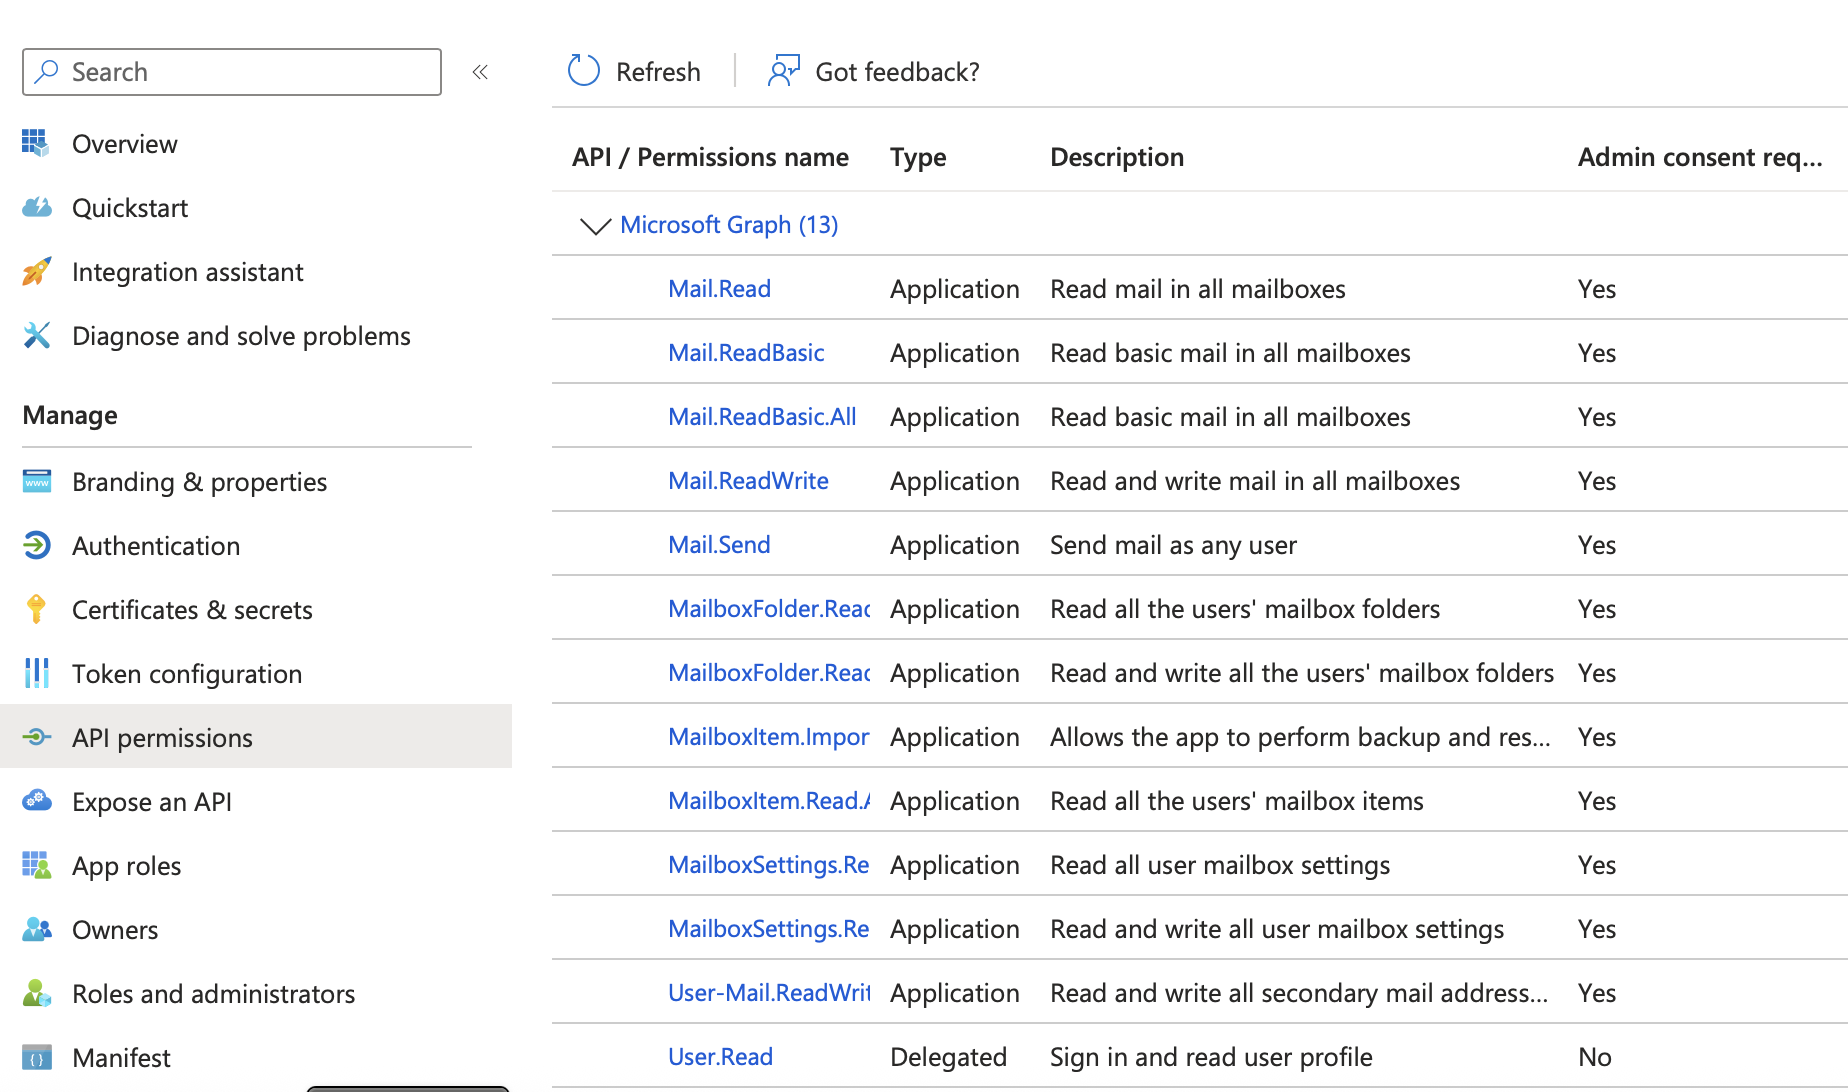 Search
Overview
Quickstart
Integration assistant
Diagnose and solve problems
Manage
Branding & properties
Authentication
Certificates & secrets
Token configuration
API permissions
Expose an API
App roles
Owners
Roles and administrators
Manifest
Refresh Got feedback?
API / Permissions name Type Description Admin consent req...
Microsoft Graph (13)
Mail.Read Application Read mail in all mailboxes Yes
Mail.ReadBasic Application Read basic mail in all mailboxes Yes
Mail.ReadBasic.All Application Read basic mail in all mailboxes Yes
Mail.ReadWrite Application Read and write mail in all mailboxes Yes
Mail.Send Application Send mail as any user Yes
MailboxFolder.Read Application Read all the users' mailbox folders Yes
MailboxFolder.Read Application Read and write all the users' mailbox folders Yes
MailboxItem.Impor Application Allows the app to perform backup and res... Yes
MailboxItem.Read.A Application Read all the users' mailbox items Yes
MailboxSettings.Re Application Read all user mailbox settings Yes
MailboxSettings.Re Application Read and write all user mailbox settings Yes
User-Mail.ReadWrit Application Read and write all secondary mail address... Yes
User.Read Delegated Sign in and read user profile No